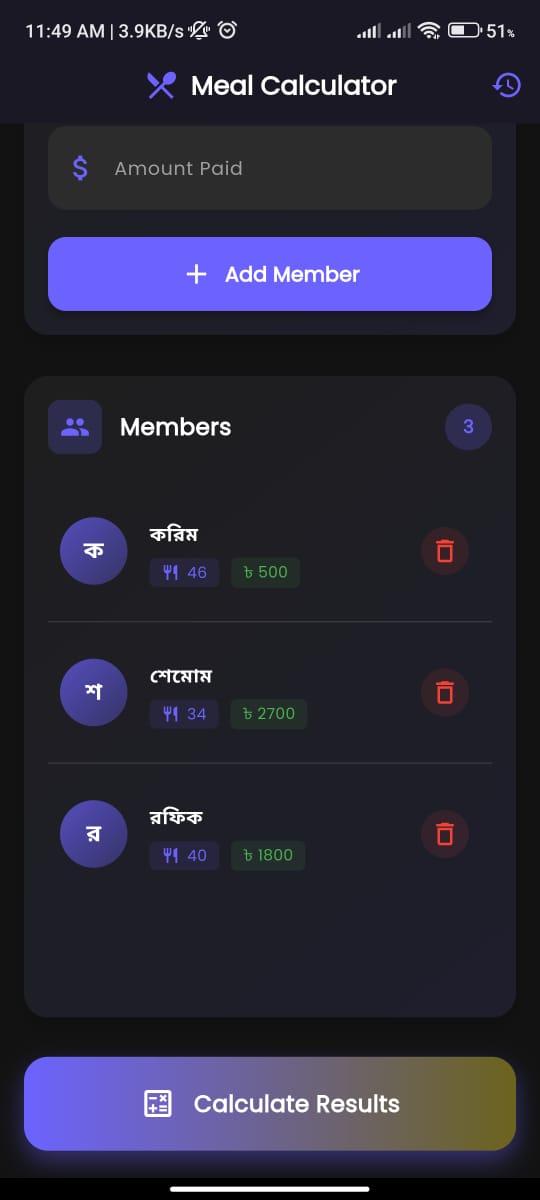 11:49 AM | 3.9KB/s 51%
Meal Calculator
Amount Paid
Add Member
Members 3
ক
করিম
46 ৳ 500
শ
শেমোম
34 ৳ 2700
র
রফিক
40 ৳ 1800
Calculate Results